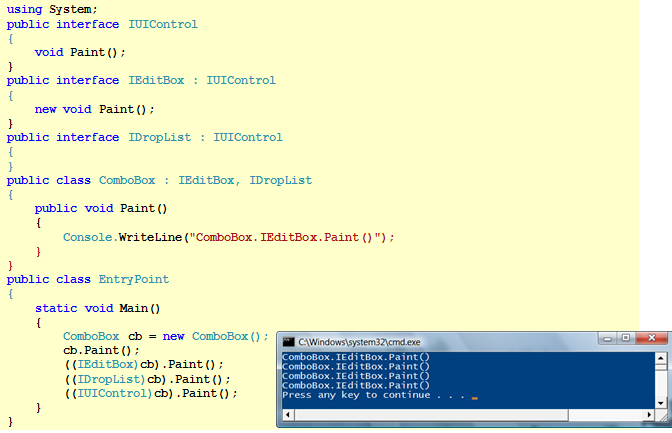 using System;
public interface IUIControl
{
    void Paint();
}
public interface IEditBox : IUIControl
{
    new void Paint();
}
public interface IDropList : IUIControl
{
}
public class ComboBox : IEditBox, IDropList
{
    public void Paint()
    {
        Console.WriteLine("ComboBox.IEditBox.Paint()");
    }
}
public class EntryPoint
{
    static void Main()
    {
        ComboBox cb = new ComboBox();
        cb.Paint();
        ((IEditBox)cb).Paint();
        ((IDropList)cb).Paint();
        ((IUIControl)cb).Paint();
    }
}
C:\Windows\system32\cmd.exe
ComboBox.IEditBox.Paint()
ComboBox.IEditBox.Paint()
ComboBox.IEditBox.Paint()
ComboBox.IEditBox.Paint()
Press any key to continue . . . _